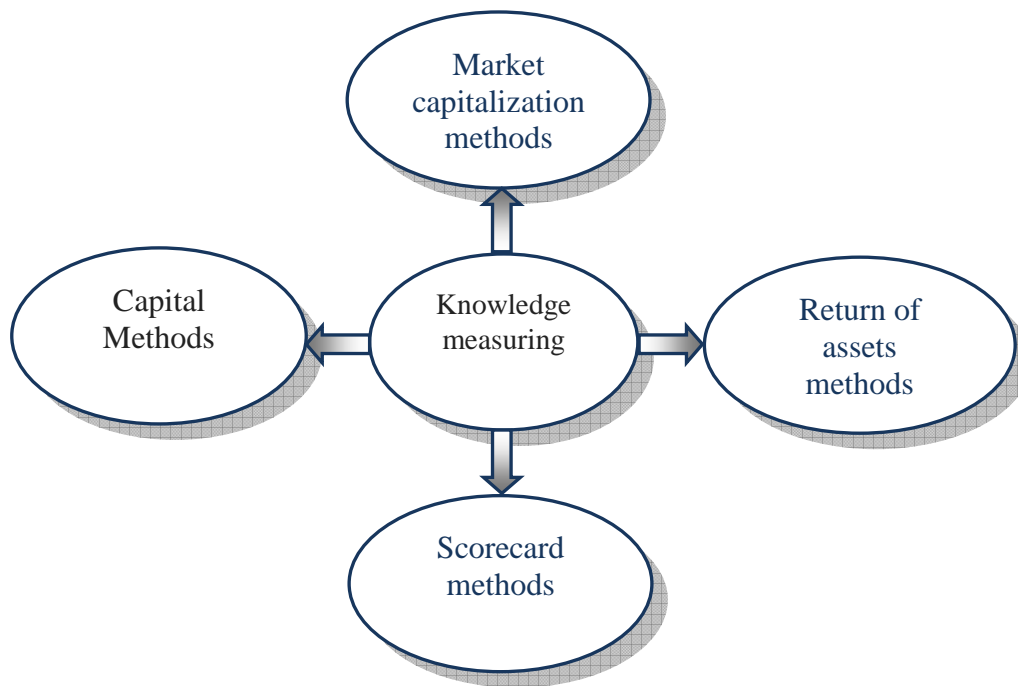 Market
capitalization
methods
Capital
Methods
Knowledge
measuring
Return of
assets
methods
Scorecard
methods